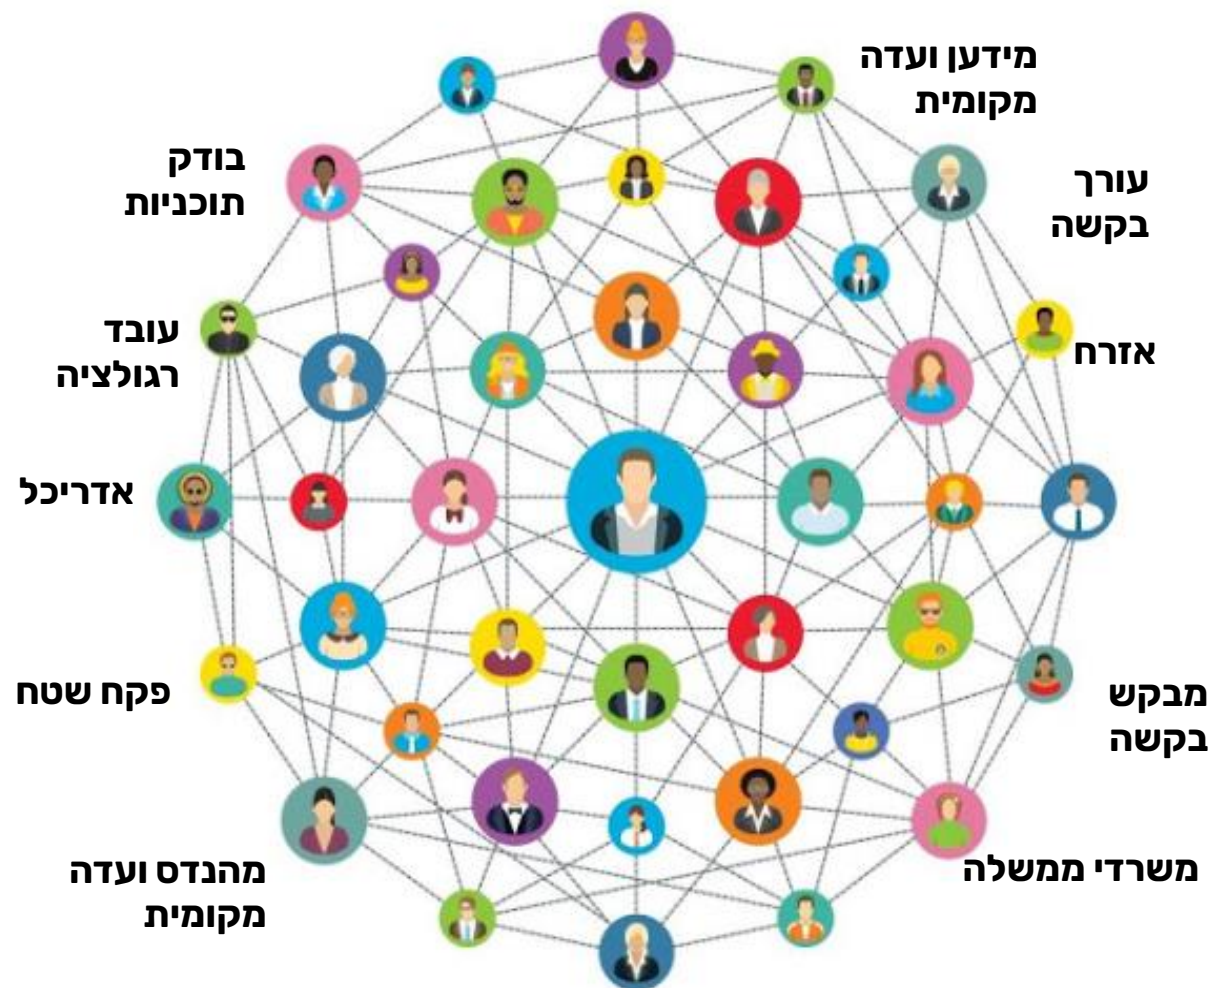 מידען ועדה
מקומית
עורך
בקשה
אזרח
מבקש
בקשה
משרדי ממשלה
בודק
תוכניות
עובד
רגולציה
אדריכל
פקח שטח
מהנדס ועדה
מקומית